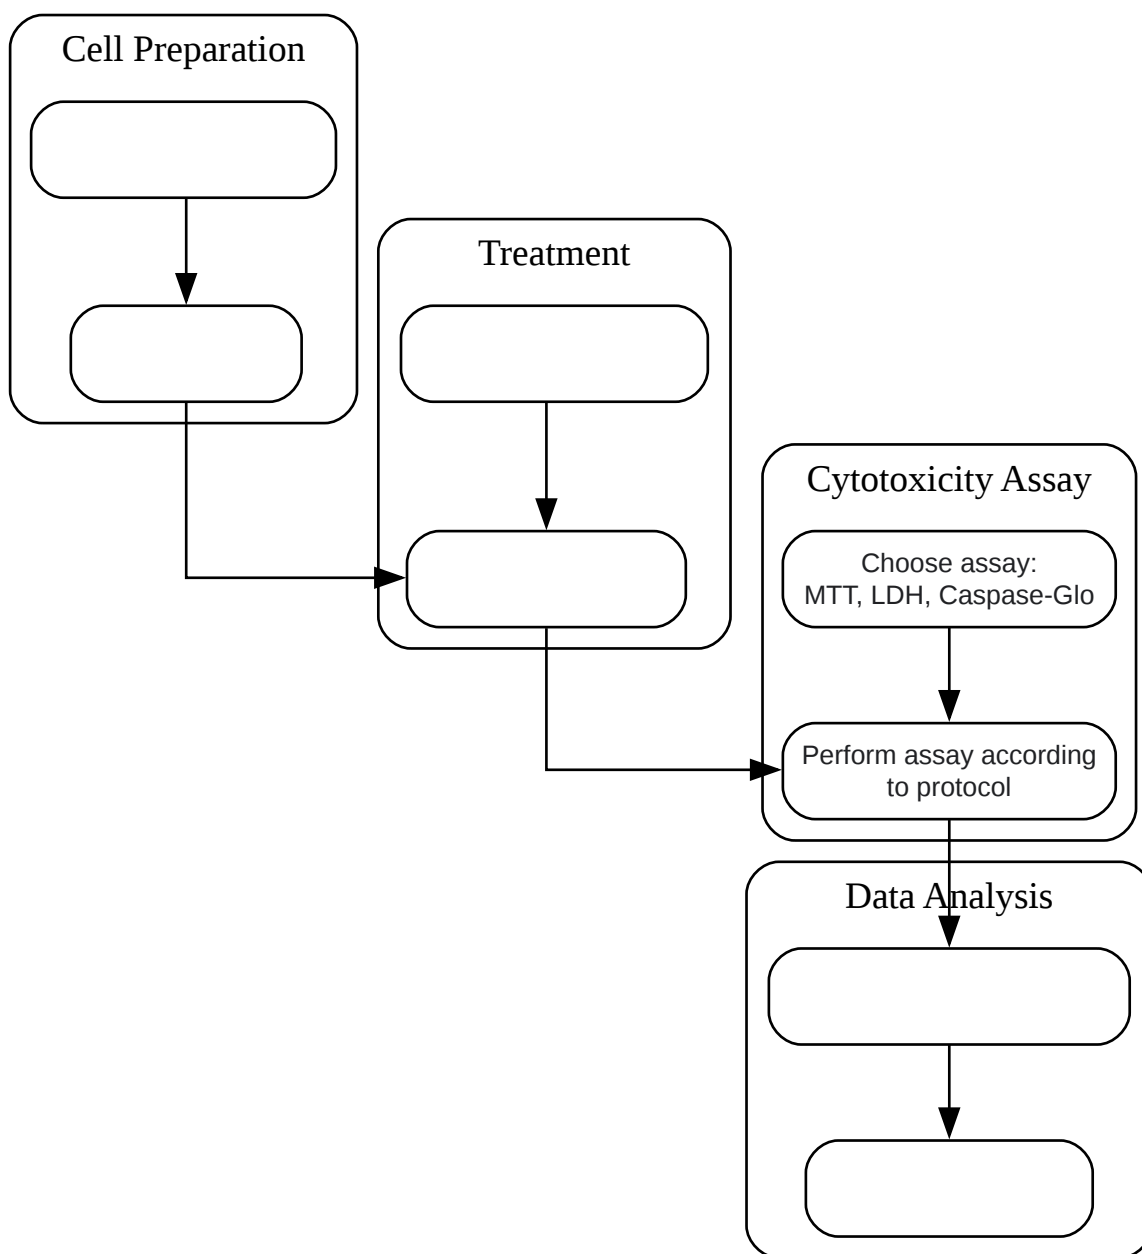 Cell Preparation
Treatment
Cytotoxicity Assay
Choose assay:
MTT, LDH, Caspase-Glo
Perform assay according
to protocol
Data Analysis